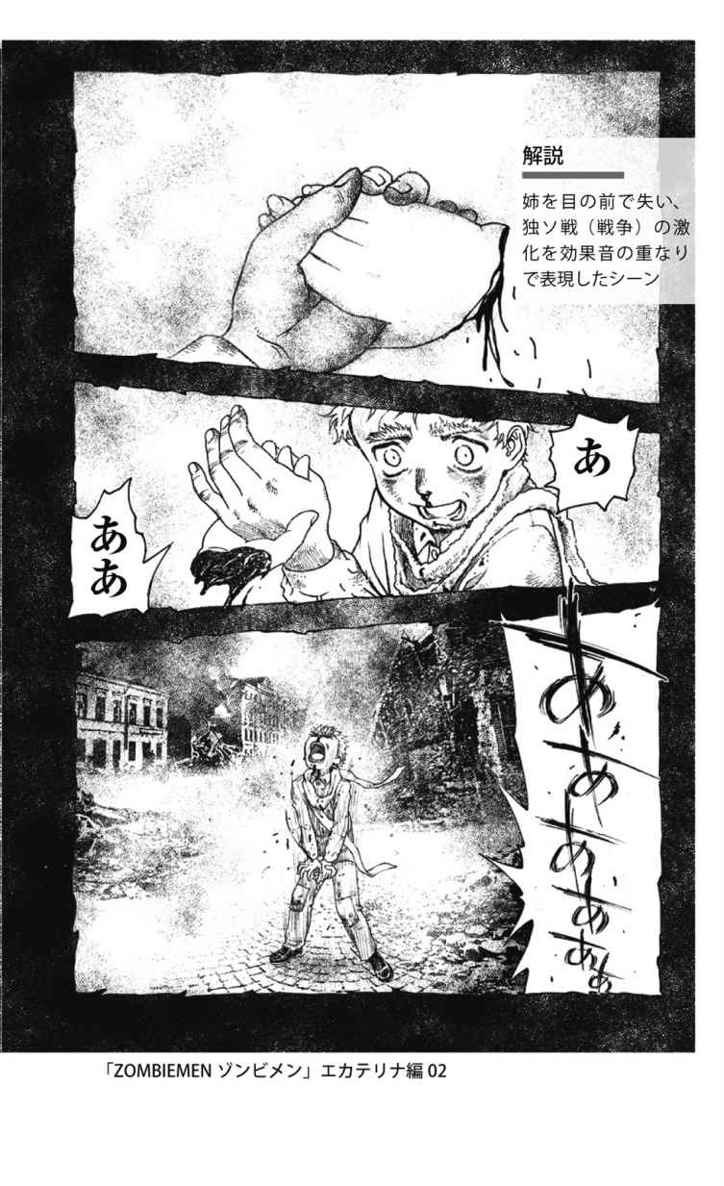 解説
姉を目の前で失い、
独ソ戦（戦争）の激
化を効果音の重なり
で表現したシーン
あ
ああ
あああああぁ
「ZOMBIEMEN ゾンビメン」エカテリナ編 02